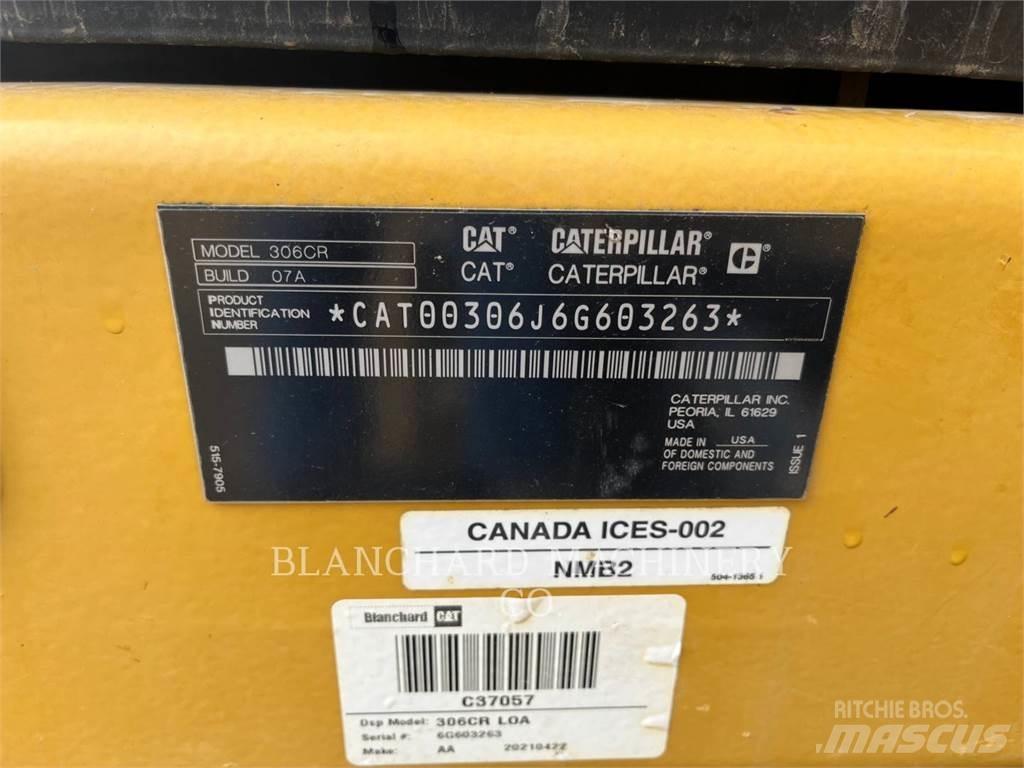 MODEL 306CR
BUILD 07A
CAT® CATERPILLAR®
CAT® CATERPILLAR®
PRODUCT
IDENTIFICATION
NUMBER
*CAT00306J6G603263*
CATERPILLAR INC.
PEORIA, IL 61629
USA
MADE IN USA
OF DOMESTIC AND
FOREIGN COMPONENTS
ISSUE 1
515-7905
CANADA ICES-002
NMB2
BLANCHARD MACHINERY
CO
Blanchard CAT
C37057
Dsp Model: 306CR LOA
Serial #: 6G603263
Make: AA 20210422
RITCHIE BROS.
MASCUS